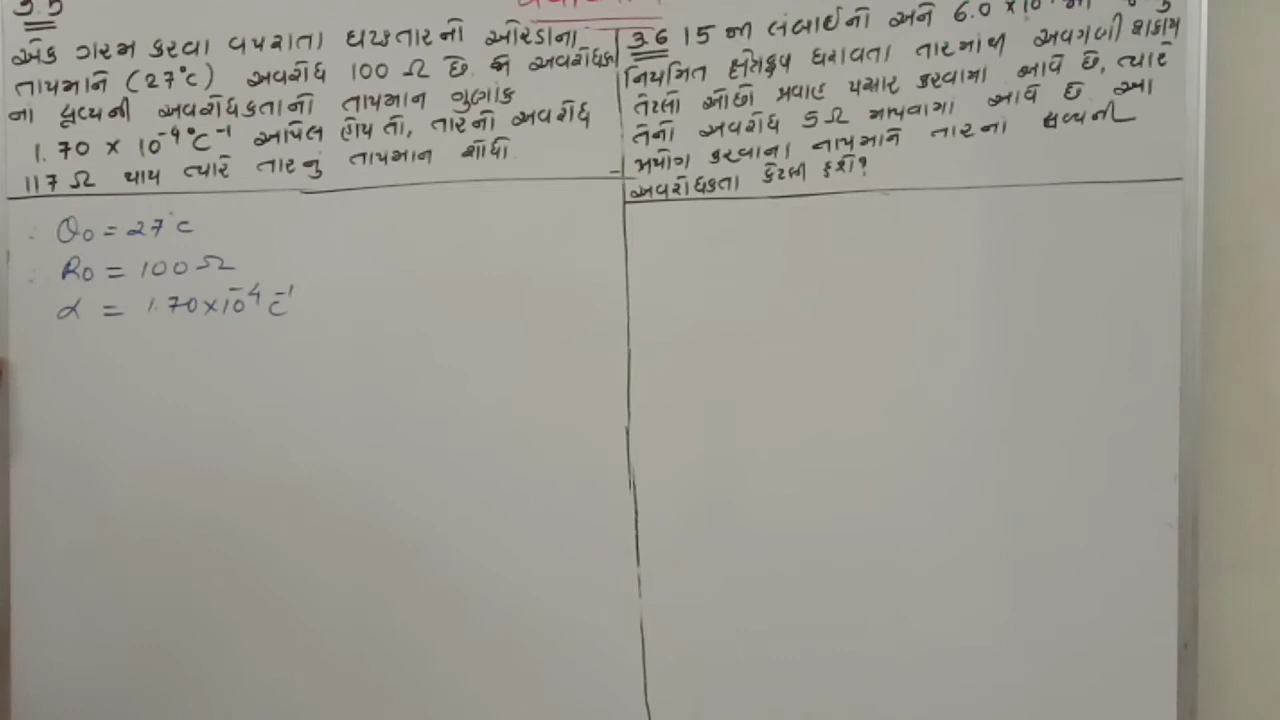 3.5
એક ગરમ કરવા વપરાતા ઘટકતારનો ઓરડાના
તાપમાને (27°C) અવરોધ 100 Ω છે. અવરોધક
ના દ્રવ્યની અવરોધકતાનો તાપમાન ગુણાંક
1.70 × 10⁻⁴ °C⁻¹ આપેલ હોય તો, તારનો અવરોધ
117 Ω થાય ત્યારે તારનું તાપમાન શોધો.
∴ θ₀ = 27°C
∴ R₀ = 100 Ω
α = 1.70 × 10⁻⁴ C⁻¹
3.6 15 m લંબાઈનો અને 6.0 × 10
નિયમિત ક્ષેત્રફળ ધરાવતા તારમાંથી અવગણી શકાય
તેટલો ઓછો પ્રવાહ પસાર કરવામાં આવે છે, ત્યારે
તેનો અવરોધ 5 Ω માપવામાં આવે છે આ
પ્રયોગ કરવાના તાપમાને તારના દ્રવ્યની
અવરોધકતા કેટલી હશે?